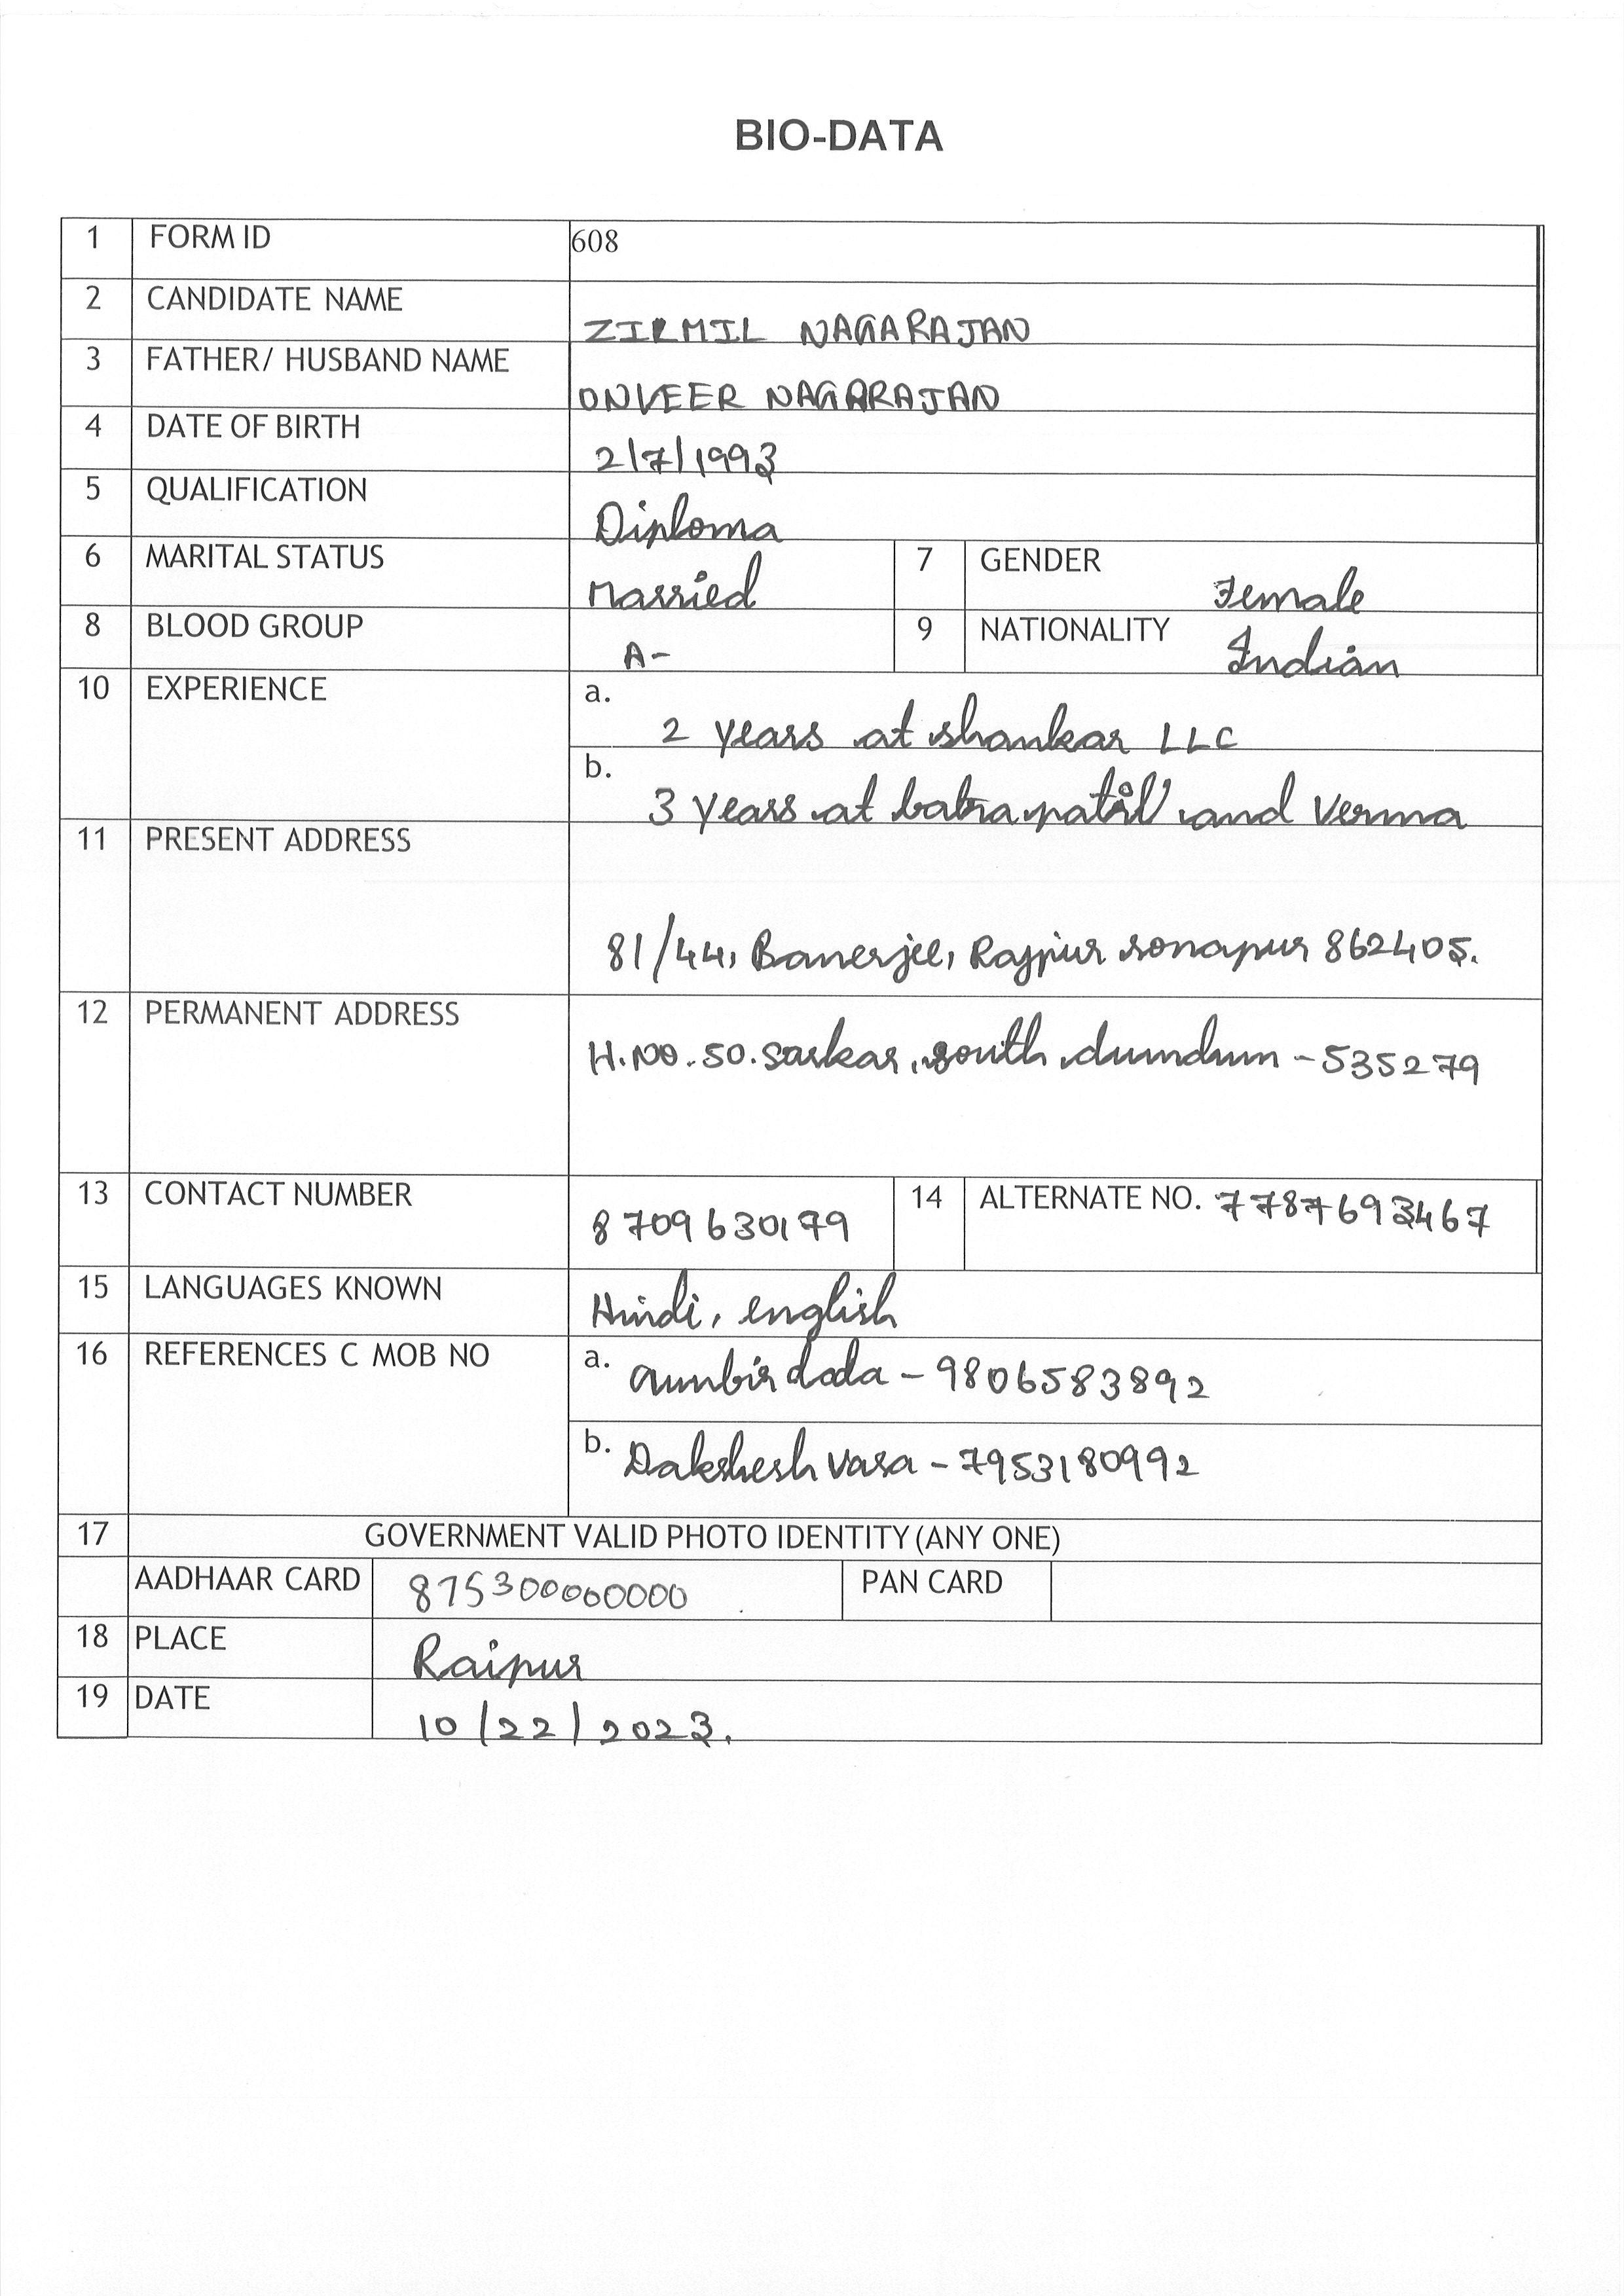 BIO-DATA
1 FORM ID 608
2 CANDIDATE NAME ZIRMIL NAGARAJAN
3 FATHER/ HUSBAND NAME ONVEER NAGARAJAN
4 DATE OF BIRTH 2/7/1993
5 QUALIFICATION Diploma
6 MARITAL STATUS Married 7 GENDER Female
8 BLOOD GROUP A- 9 NATIONALITY Indian
10 EXPERIENCE a. 2 years at shankar LLC
b. 3 years at batra patil and Verma
11 PRESENT ADDRESS
81/44, Banerjee, Rajpur sonapur 862405.
12 PERMANENT ADDRESS
H.NO.50.Sarkar, south dumdum - 535279
13 CONTACT NUMBER 8709630179 14 ALTERNATE NO. 7787693467
15 LANGUAGES KNOWN Hindi, english
16 REFERENCES C MOB NO a. dada - 9806583892
b. Dakshesh Vasa - 7953180992
17 GOVERNMENT VALID PHOTO IDENTITY (ANY ONE)
AADHAAR CARD 875300000000 PAN CARD
18 PLACE Raipur
19 DATE 10/22/2023.